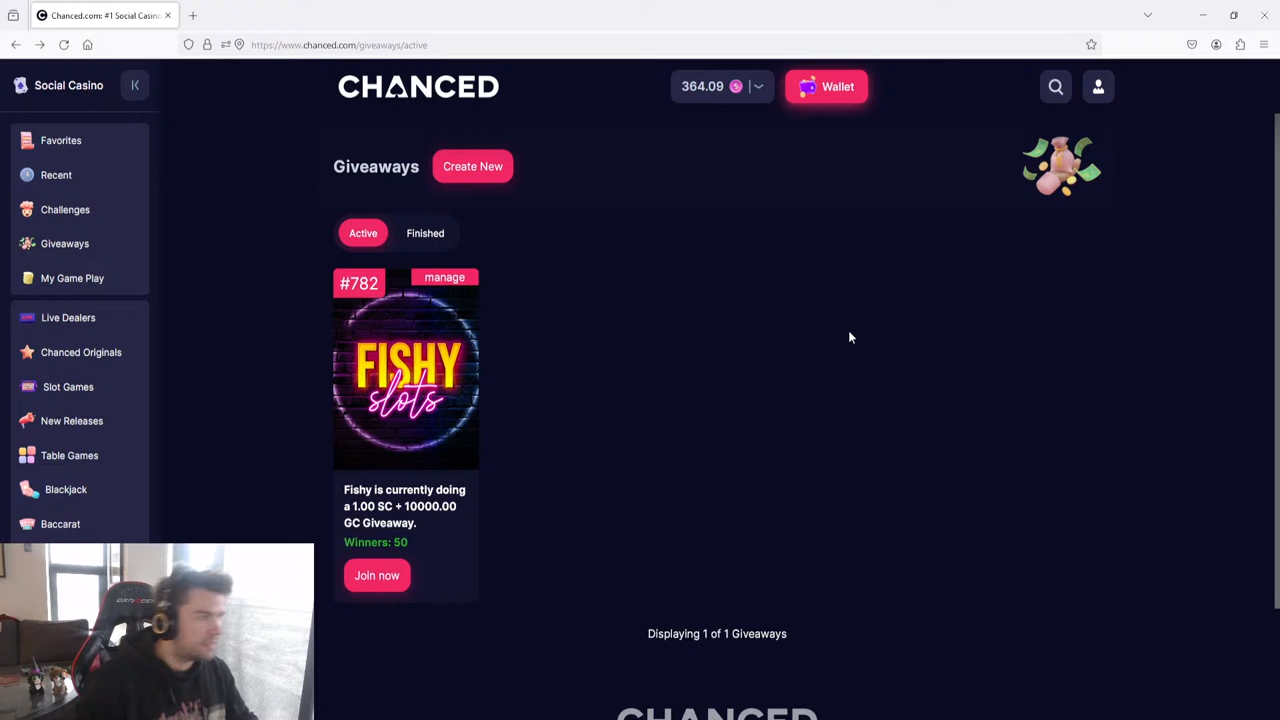 Chanced.com: #1 Social Casino
https://www.chanced.com/giveaways/active
Social Casino
CHANCED
364.09
Wallet
Favorites
Recent
Challenges
Giveaways
My Game Play
Live Dealers
Chanced Originals
Slot Games
New Releases
Table Games
Blackjack
Baccarat
Giveaways
Create New
Active
Finished
#782
manage
FISHY
slots
Fishy is currently doing
a 1.00 SC + 10000.00
GC Giveaway.
Winners: 50
Join now
Displaying 1 of 1 Giveaways
CHANCED